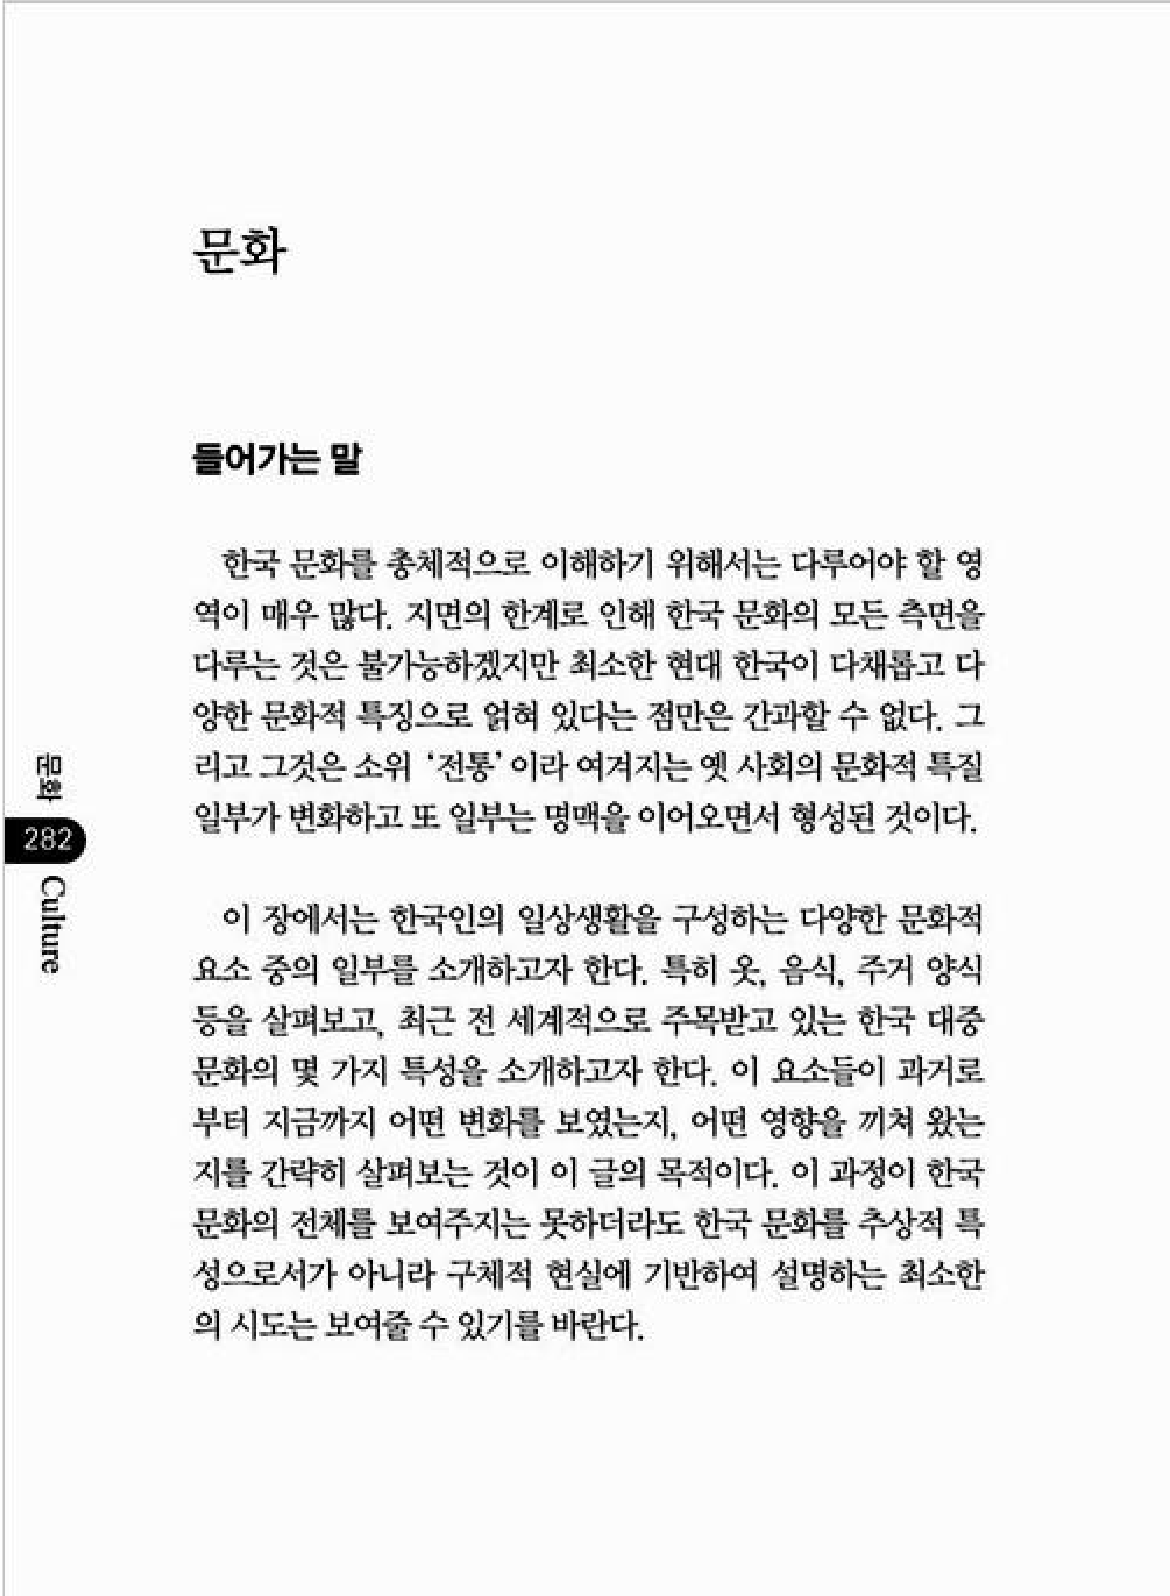 문화
들어가는 말
한국 문화를 총체적으로 이해하기 위해서는 다루어야 할 영
역이 매우 많다. 지면의 한계로 인해 한국 문화의 모든 측면을
다루는 것은 불가능하겠지만 최소한 현대 한국이 다채롭고 다
양한 문화적 특징으로 얽혀 있다는 점만은 간과할 수 없다. 그
리고 그것은 소위 ‘전통’이라 여겨지는 옛 사회의 문화적 특질
일부가 변화하고 또 일부는 명맥을 이어오면서 형성된 것이다.
이 장에서는 한국인의 일상생활을 구성하는 다양한 문화적
요소 중의 일부를 소개하고자 한다. 특히 옷, 음식, 주거 양식
등을 살펴보고, 최근 전 세계적으로 주목받고 있는 한국 대중
문화의 몇 가지 특성을 소개하고자 한다. 이 요소들이 과거로
부터 지금까지 어떤 변화를 보였는지, 어떤 영향을 끼쳐 왔는
지를 간략히 살펴보는 것이 이 글의 목적이다. 이 과정이 한국
문화의 전체를 보여주지는 못하더라도 한국 문화를 추상적 특
성으로서가 아니라 구체적 현실에 기반하여 설명하는 최소한
의 시도는 보여줄 수 있기를 바란다.
문화
282
Culture